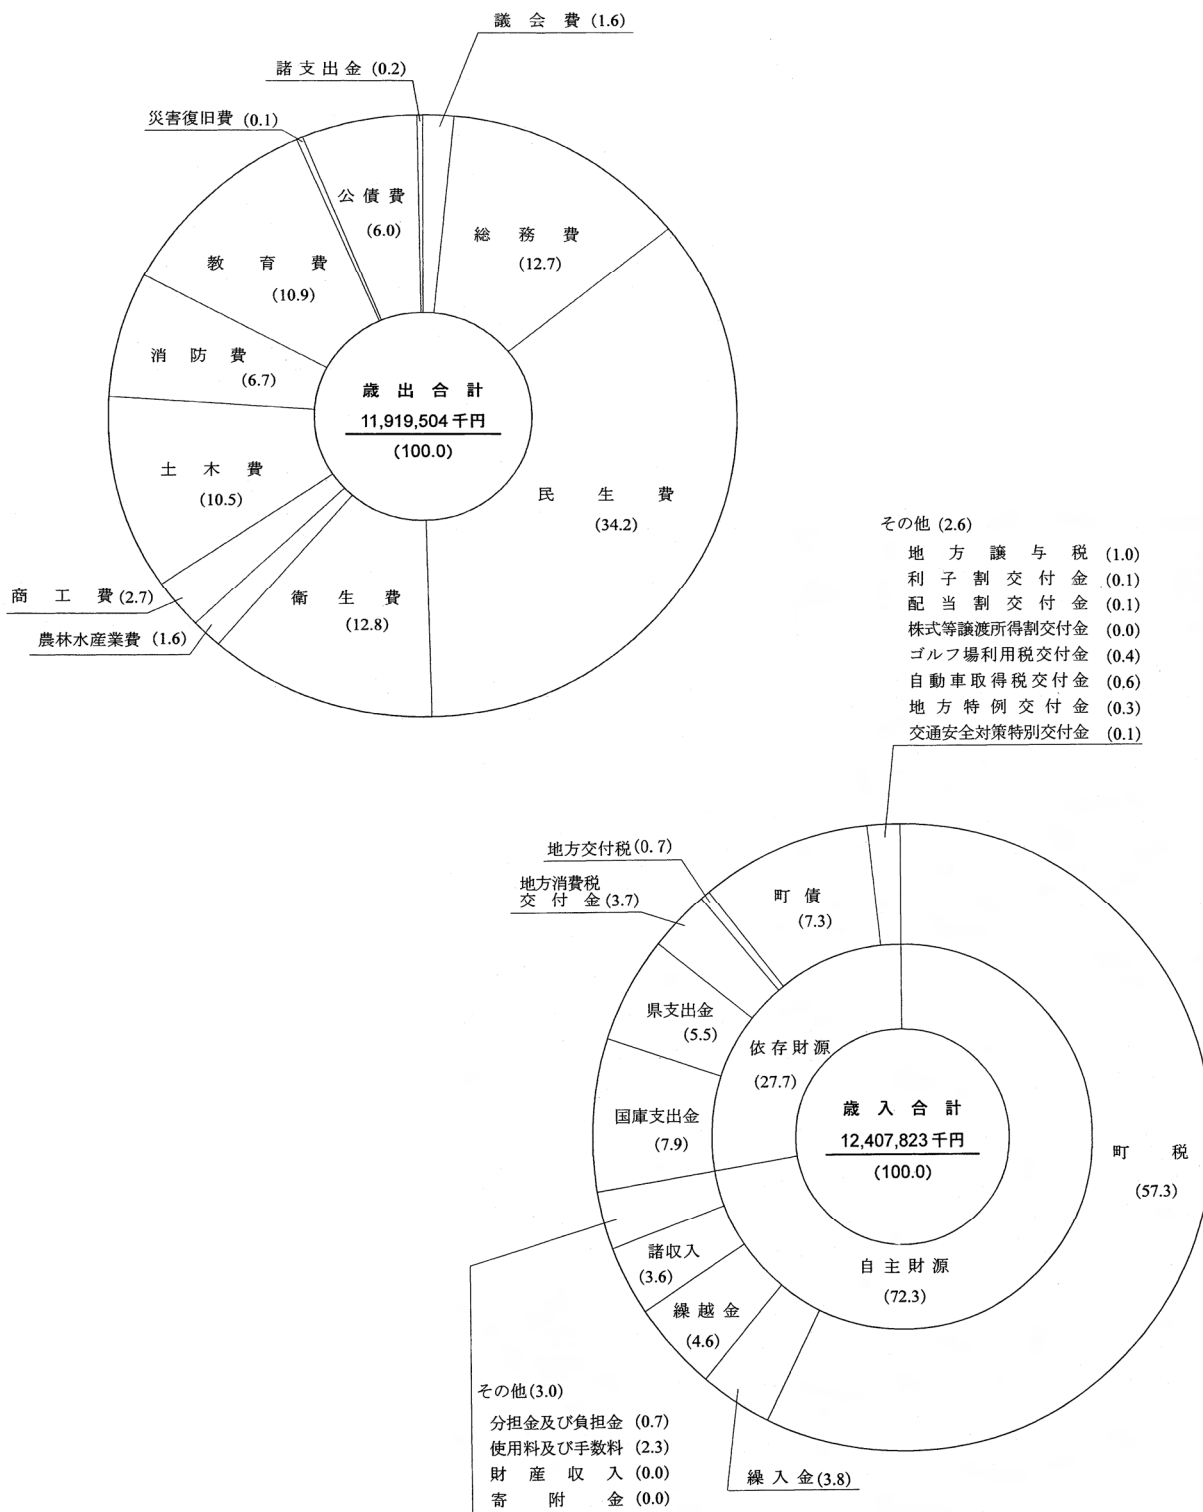 議会費 (1.6)
諸支出金 (0.2)
災害復旧費 (0.1)
公債費
(6.0)
総務費
(12.7)
教育費
(10.9)
消防費
(6.7)
歳出合計
11,919,504千円
(100.0)
土木費
(10.5)
民生費
(34.2)
商工費 (2.7)
農林水産業費 (1.6)
衛生費
(12.8)
その他 (2.6)
地方譲与税 (1.0)
利子割交付金 (0.1)
配当割交付金 (0.1)
株式等譲渡所得割交付金 (0.0)
ゴルフ場利用税交付金 (0.4)
自動車取得税交付金 (0.6)
地方特例交付金 (0.3)
交通安全対策特別交付金 (0.1)
地方交付税 (0.7)
地方消費税
交付金 (3.7)
町債
(7.3)
県支出金
(5.5)
依存財源
(27.7)
国庫支出金
(7.9)
歳入合計
12,407,823千円
(100.0)
町税
(57.3)
諸収入
(3.6)
自主財源
(72.3)
繰越金
(4.6)
その他 (3.0)
分担金及び負担金 (0.7)
使用料及び手数料 (2.3)
財産収入 (0.0)
寄附金 (0.0)
繰入金 (3.8)